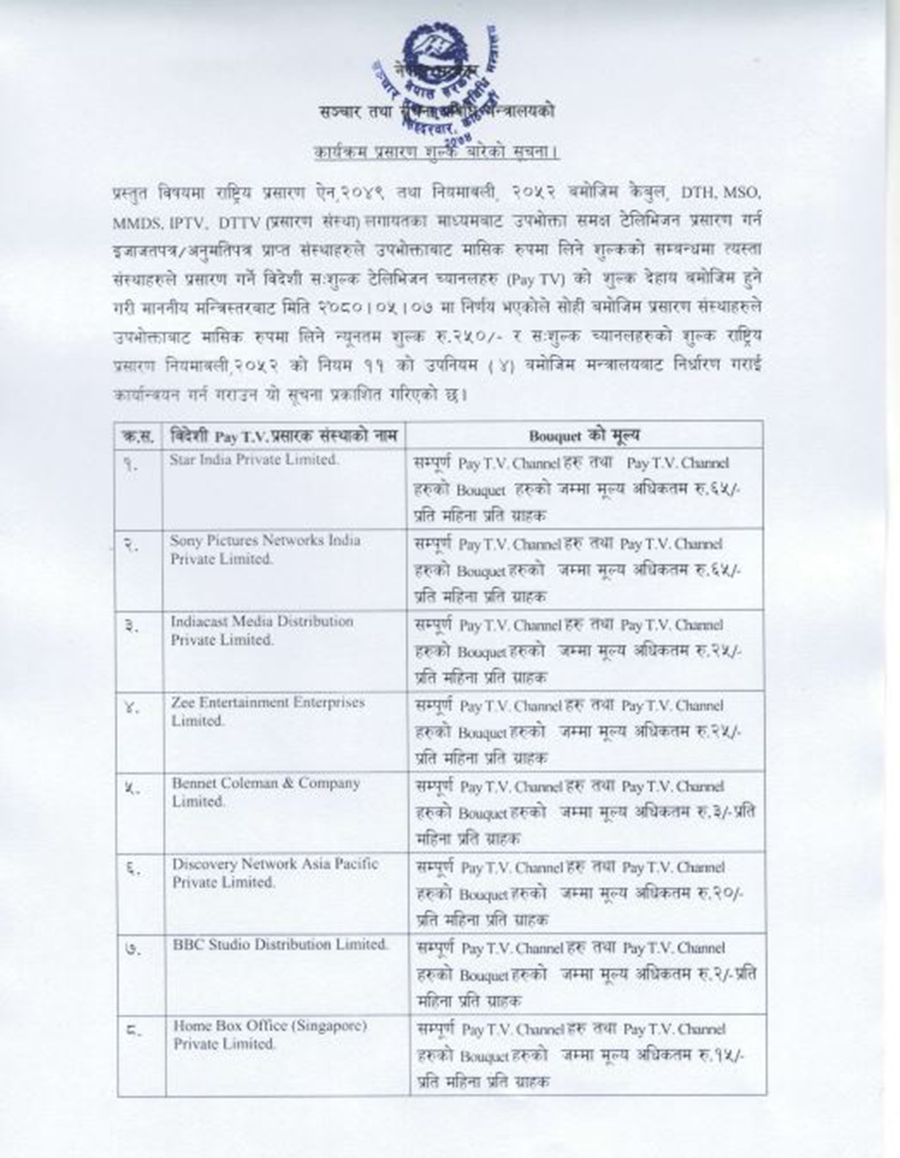 नेपाल सरकार
सञ्चार तथा सूचना प्रविधि मन्त्रालयको
कार्यक्रम प्रसारण शुल्क बारेको सूचना।
प्रस्तुत विषयमा राष्ट्रिय प्रसारण ऐन,२०४९ तथा नियमाबली, २०५२ बमोजिम केबुल, DTH, MSO,
MMDS, IPTV, DTTV (प्रसारण संस्था) लगायतका माध्यमबाट उपभोक्ता समक्ष टेलिभिजन प्रसारण गर्न
इजाजतपत्र/अनुमतिपत्र प्राप्त संस्थाहरुले उपभोक्ताबाट मासिक रुपमा लिने शुल्कको सम्बन्धमा त्यस्ता
संस्थाहरुले प्रसारण गर्ने विदेशी स:शुल्क टेलिभिजन च्यानलहरु (Pay TV) को शुल्क देहाय बमोजिम हुने
गरी माननीय मन्त्रिस्तरबाट मिति २०८०।०५।०७ मा निर्णय भएकोले सोही बमोजिम प्रसारण संस्थाहरुले
उपभोक्ताबाट मासिक रुपमा लिने न्यूनतम शुल्क रु.२५०/- र स:शुल्क च्यानलहरुको शुल्क राष्ट्रिय
प्रसारण नियमाबली,२०५२ को नियम ११ को उपनियम (४) बमोजिम मन्त्रालयबाट निर्धारण गराई
कार्यान्वयन गर्न गराउन यो सूचना प्रकाशित गरिएको छ।
क्र.स. विदेशी Pay T.V. प्रसारक संस्थाको नाम Bouquet को मूल्य
१. Star India Private Limited. सम्पूर्ण Pay T.V. Channel हरु तथा Pay T.V. Channel
हरुको Bouquet हरुको जम्मा मूल्य अधिकतम रु.६५/-
प्रति महिना प्रति ग्राहक
२. Sony Pictures Networks India सम्पूर्ण Pay T.V. Channel हरु तथा Pay T.V. Channel
Private Limited. हरुको Bouquet हरुको जम्मा मूल्य अधिकतम रु.६५/-
प्रति महिना प्रति ग्राहक
३. Indiacast Media Distribution सम्पूर्ण Pay T.V. Channel हरु तथा Pay T.V. Channel
Private Limited. हरुको Bouquet हरुको जम्मा मूल्य अधिकतम रु.२५/-
प्रति महिना प्रति ग्राहक
४. Zee Entertainment Enterprises सम्पूर्ण Pay T.V. Channel हरु तथा Pay T.V. Channel
Limited. हरुको Bouquet हरुको जम्मा मूल्य अधिकतम रु.२५/-
प्रति महिना प्रति ग्राहक
५. Bennet Coleman & Company सम्पूर्ण Pay T.V. Channel हरु तथा Pay T.V. Channel
Limited. हरुको Bouquet हरुको जम्मा मूल्य अधिकतम रु.३/- प्रति
महिना प्रति ग्राहक
६. Discovery Network Asia Pacific सम्पूर्ण Pay T.V. Channel हरु तथा Pay T.V. Channel
Private Limited. हरुको Bouquet हरुको जम्मा मूल्य अधिकतम रु.२०/-
प्रति महिना प्रति ग्राहक
७. BBC Studio Distribution Limited. सम्पूर्ण Pay T.V. Channel हरु तथा Pay T.V. Channel
हरुको Bouquet हरुको जम्मा मूल्य अधिकतम रु.२/- प्रति
महिना प्रति ग्राहक
८. Home Box Office (Singapore) सम्पूर्ण Pay T.V. Channel हरु तथा Pay T.V. Channel
Private Limited. हरुको Bouquet हरुको जम्मा मूल्य अधिकतम रु.१५/-
प्रति महिना प्रति ग्राहक